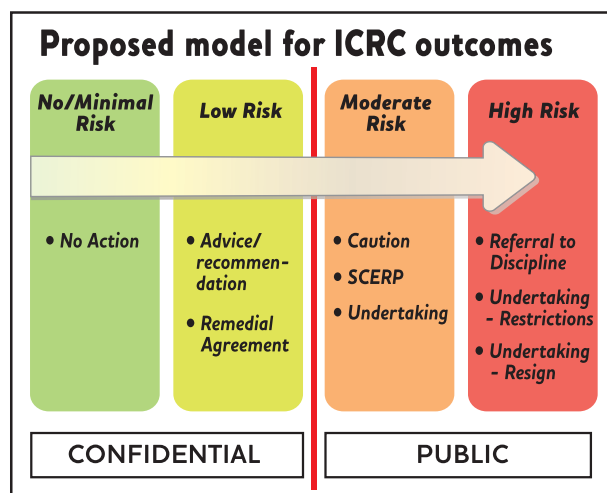 Proposed model for ICRC outcomes
No/Minimal
Risk
• No Action
Low Risk
• Advice/
recommen-
dation
• Remedial
Agreement
Moderate
Risk
• Caution
• SCERP
• Undertaking
High Risk
• Referral to
Discipline
• Undertaking
- Restrictions
• Undertaking
- Resign
CONFIDENTIAL
PUBLIC